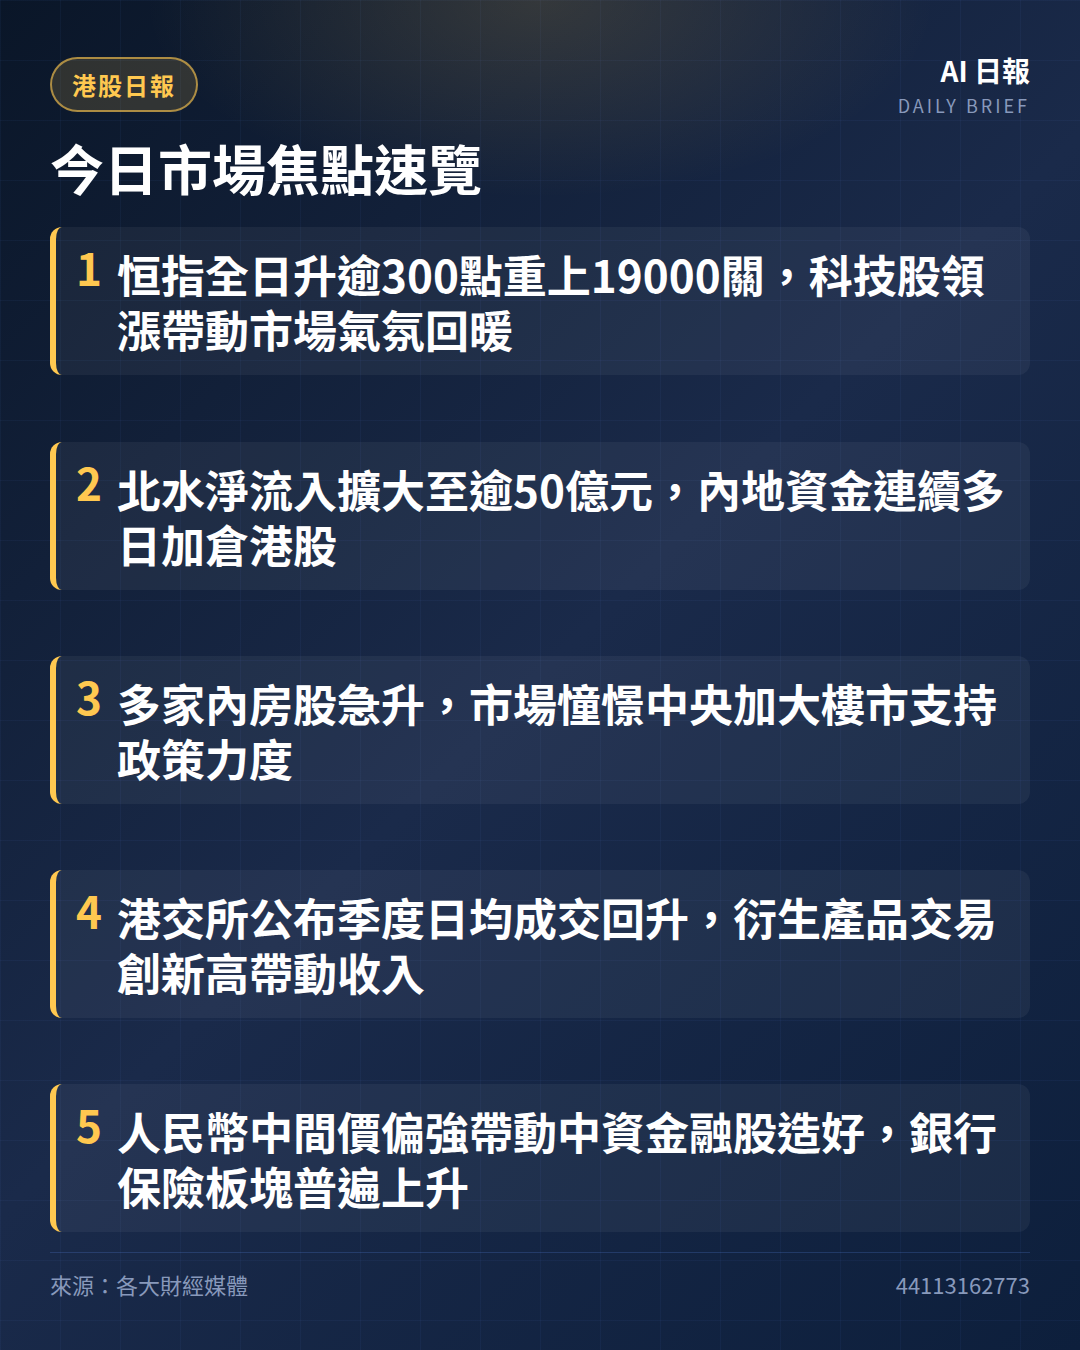 港股日報
AI 日報
DAILY BRIEF
今日市場焦點速覽
1 恒指全日升逾300點重上19000關，科技股領
漲帶動市場氣氛回暖
2 北水淨流入擴大至逾50億元，內地資金連續多
日加倉港股
3 多家內房股急升，市場憧憬中央加大樓市支持
政策力度
4 港交所公布季度日均成交回升，衍生產品交易
創新高帶動收入
5 人民幣中間價偏強帶動中資金融股造好，銀行
保險板塊普遍上升
來源：各大財經媒體
44113162773